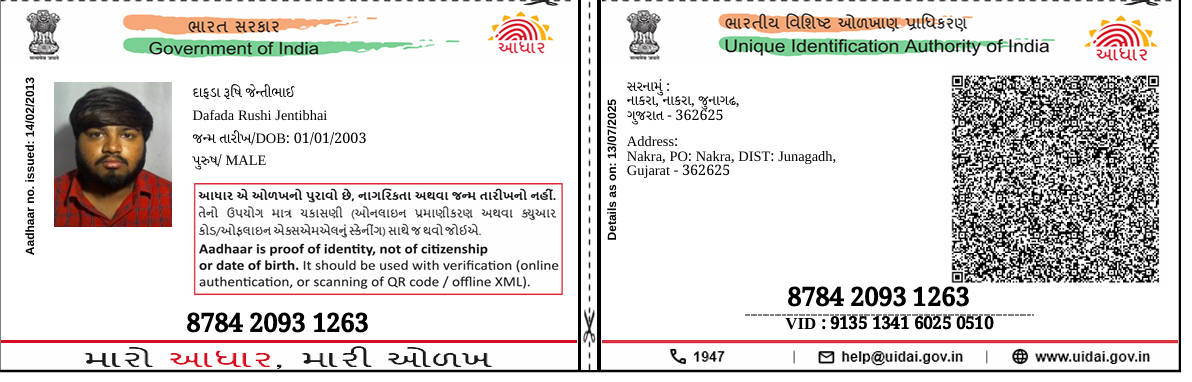 ભારત સરકાર
Government of India
આધાર
Aadhaar no. issued: 14/02/2013
દાફડા રૂષિ જેન્તીભાઈ
Dafada Rushi Jentibhai
જન્મ તારીખ/DOB: 01/01/2003
પુરુષ/ MALE
આધાર એ ઓળખનો પુરાવો છે, નાગરિકતા અથવા જન્મ તારીખનો નહીં.
તેનો ઉપયોગ માત્ર ચકાસણી (ઓનલાઇન પ્રમાણીકરણ અથવા ક્યુઆર
કોડ/ઓફલાઇન એક્સએમએલનું સ્કેનીંગ) સાથે જ થવો જોઈએ.
Aadhaar is proof of identity, not of citizenship
or date of birth. It should be used with verification (online
authentication, or scanning of QR code / offline XML).
8784 2093 1263
મારો આધાર, મારી ઓળખ
ભારતીય વિશિષ્ટ ઓળખાણ પ્રાધિકરણ
Unique Identification Authority of India
આધાર
Details as on: 13/07/2025
સરનામું :
નાકરા, નાકરા, જુનાગઢ,
ગુજરાત - 362625
Address:
Nakra, PO: Nakra, DIST: Junagadh,
Gujarat - 362625
8784 2093 1263
VID : 9135 1341 6025 0510
1947
help@uidai.gov.in
www.uidai.gov.in